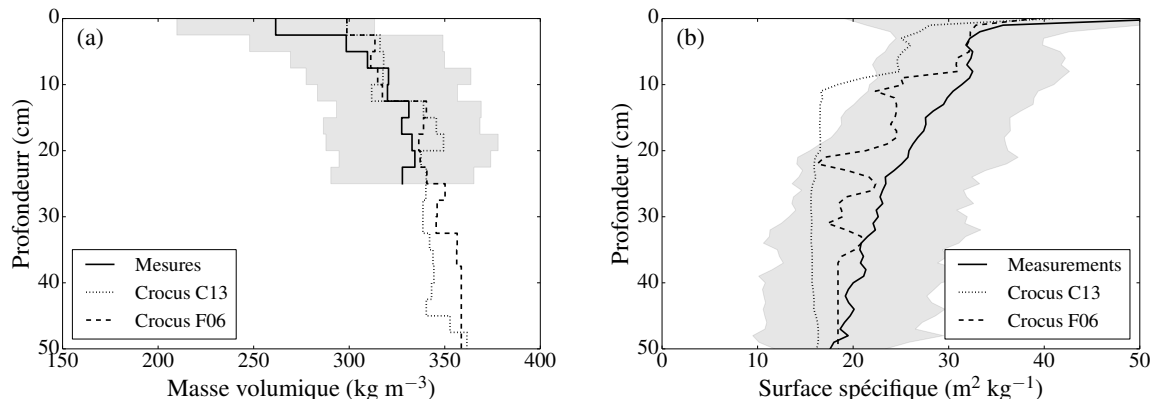 (a)
0
10
20
30
40
50
Profondeurr (cm)
Mesures
Crocus C13
Crocus F06
150 200 250 300 350 400
Masse volumique (kg m⁻³)
(b)
0
10
20
30
40
50
Profondeur (cm)
Measurements
Crocus C13
Crocus F06
0 10 20 30 40 50
Surface spécifique (m² kg⁻¹)